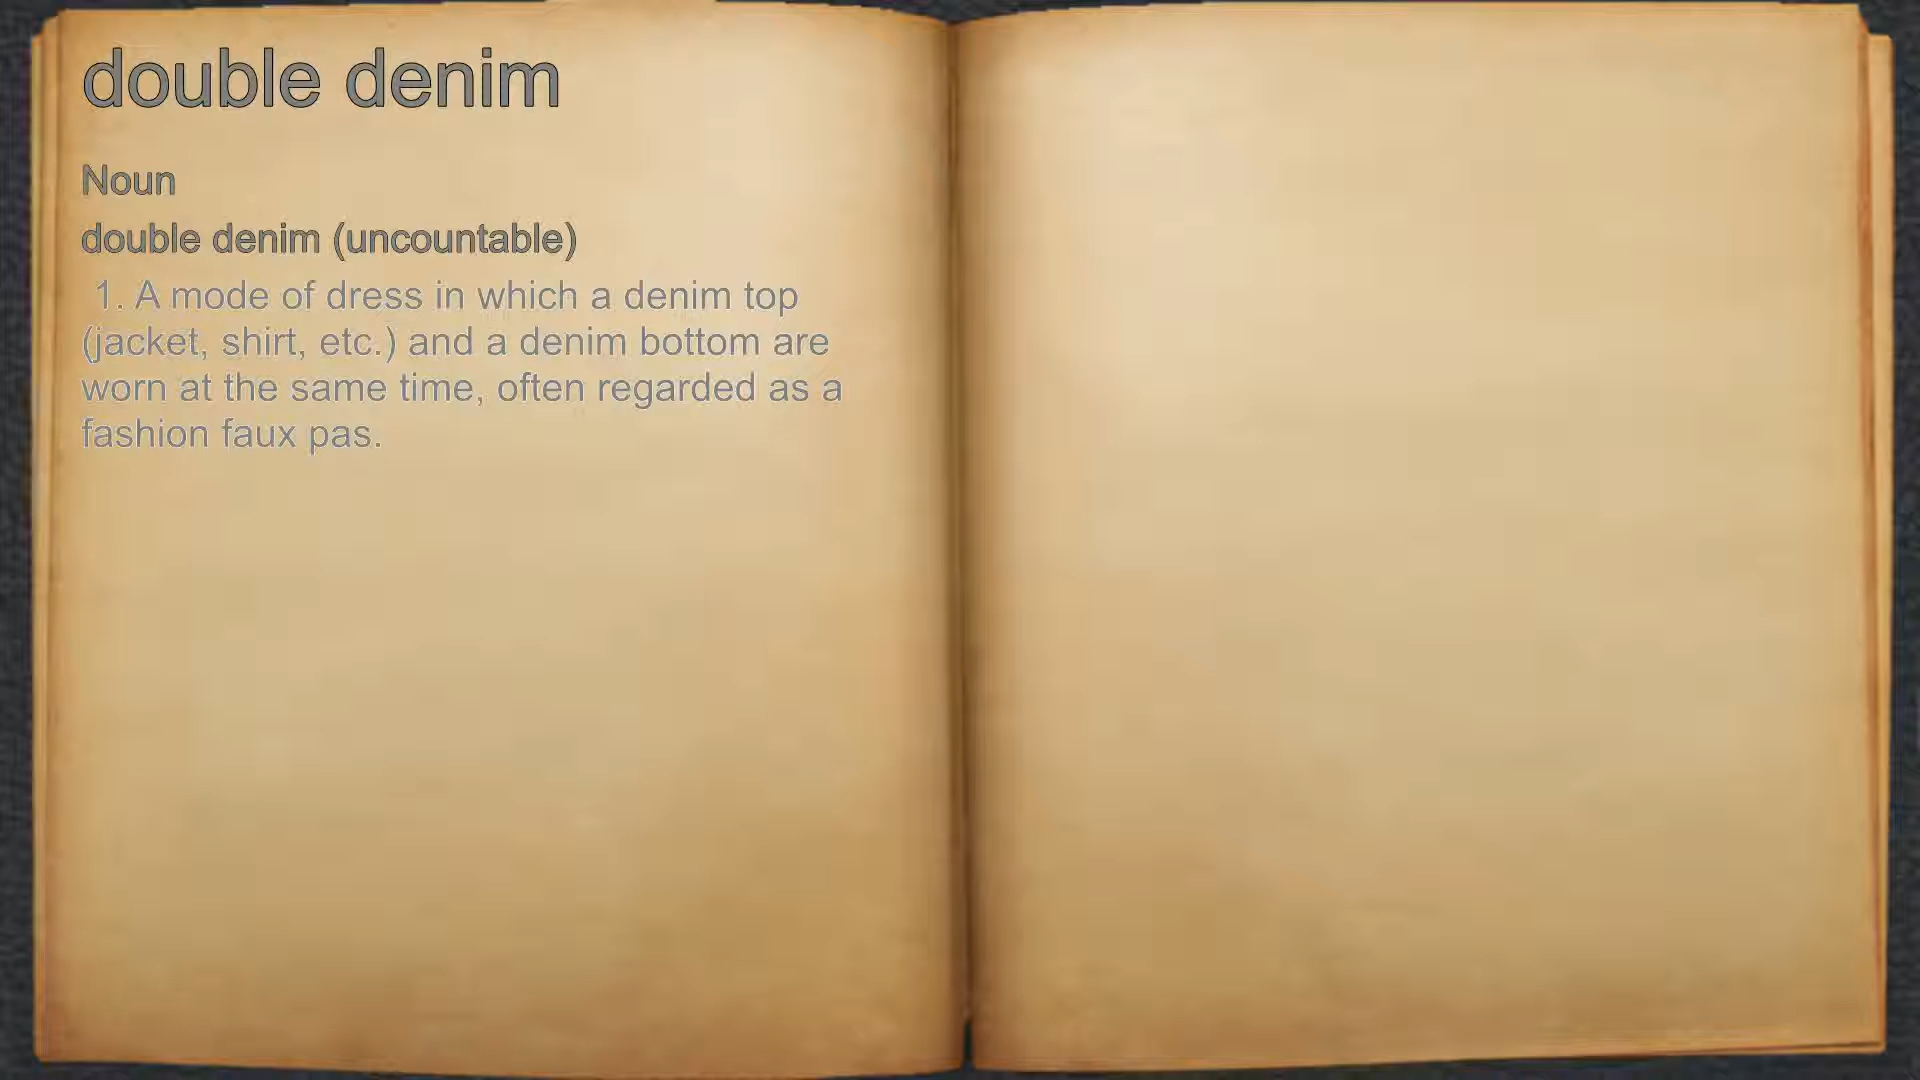 double denim
Noun
double denim (uncountable)
1. A mode of dress in which a denim top
(jacket, shirt, etc.) and a denim bottom are
worn at the same time, often regarded as a
fashion faux pas.